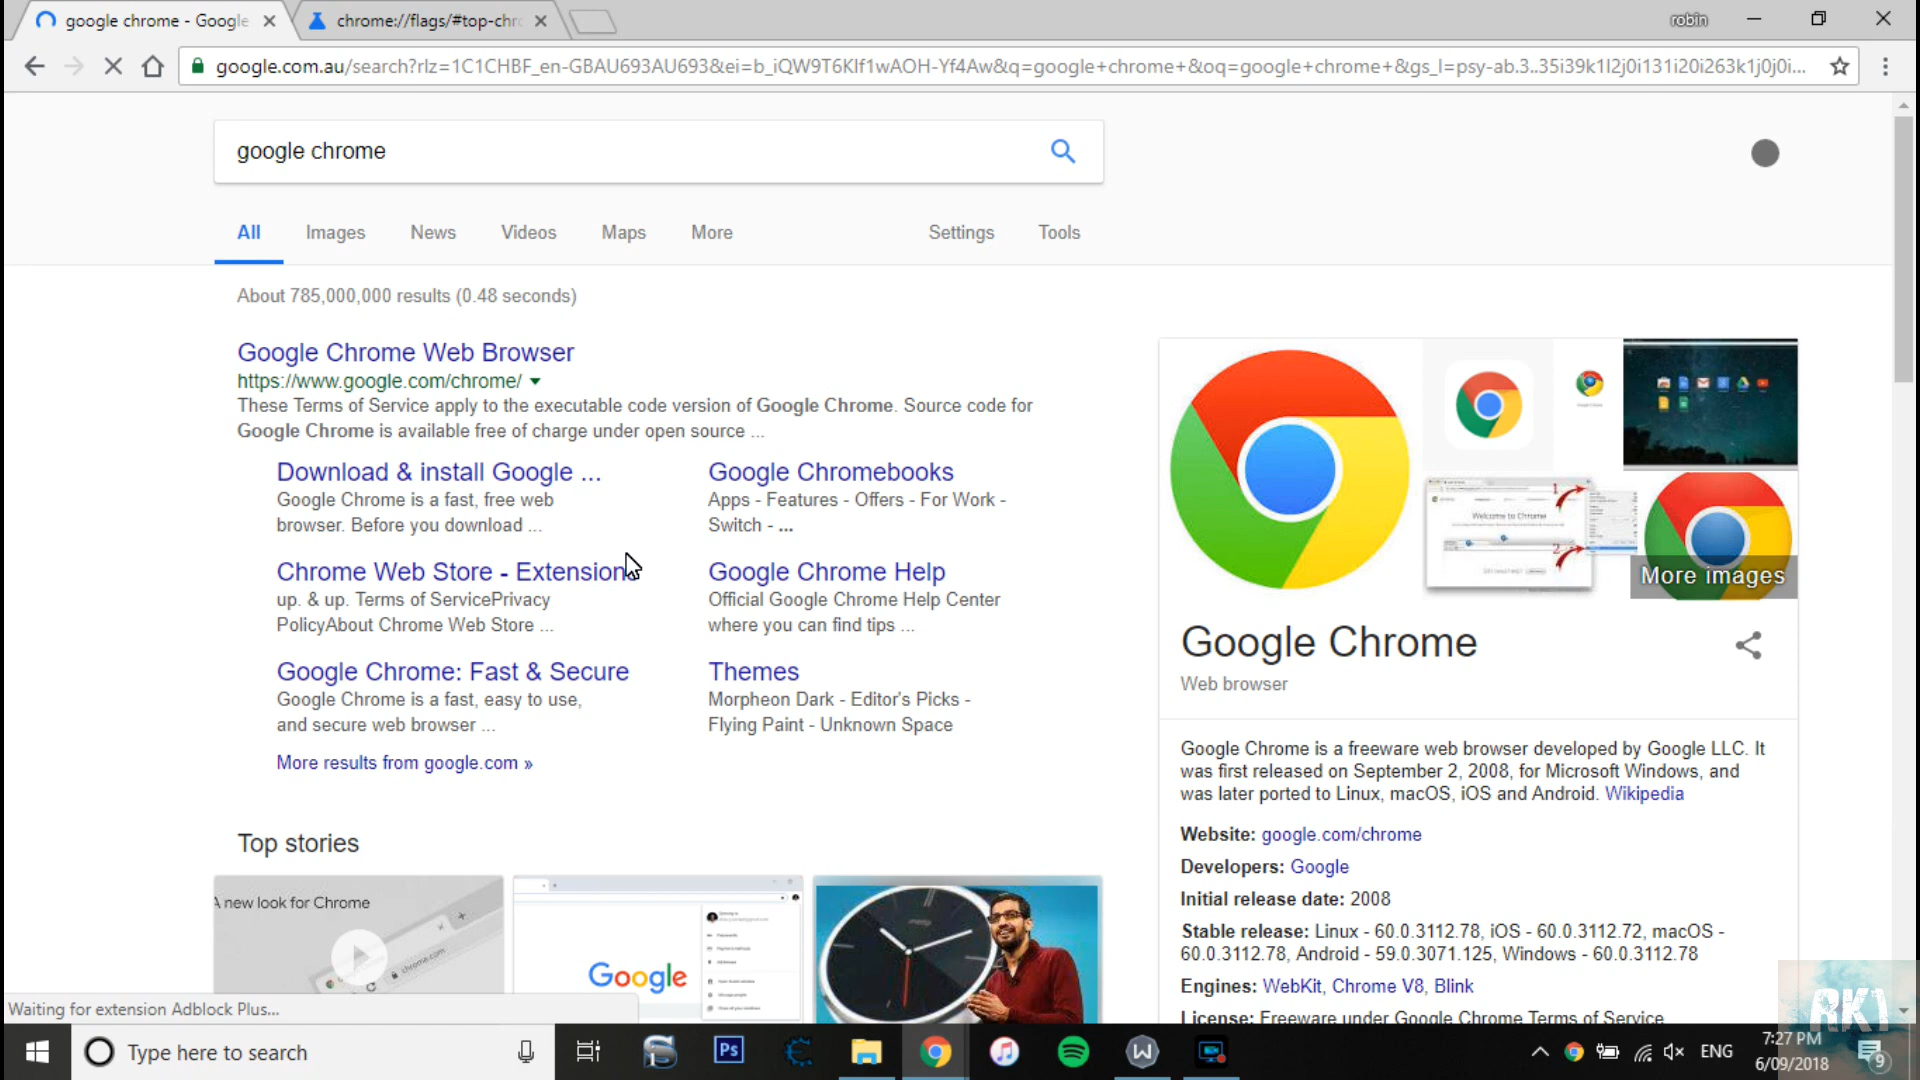 google chrome - Google
chrome://flags/#top-chr
robin
google.com.au/search?rlz=1C1CHBF_en-GBAU693AU693&ei=b_iQW9T6KIf1wAOH-Yf4Aw&q=google+chrome+&oq=google+chrome+&gs_l=psy-ab.3..35i39k1l2j0i131i20i263k1j0j0i...
google chrome
All Images News Videos Maps More Settings Tools
About 785,000,000 results (0.48 seconds)
Google Chrome Web Browser
https://www.google.com/chrome/
These Terms of Service apply to the executable code version of Google Chrome. Source code for
Google Chrome is available free of charge under open source ...
Download & install Google ...
Google Chrome is a fast, free web
browser. Before you download ...
Google Chromebooks
Apps - Features - Offers - For Work -
Switch - ...
Chrome Web Store - Extension
up. & up. Terms of ServicePrivacy
PolicyAbout Chrome Web Store ...
Google Chrome Help
Official Google Chrome Help Center
where you can find tips ...
Google Chrome: Fast & Secure
Google Chrome is a fast, easy to use,
and secure web browser ...
Themes
Morpheon Dark - Editor's Picks -
Flying Paint - Unknown Space
More results from google.com »
Top stories
A new look for Chrome
chrome.com
Google
Welcome to Chrome
1
2
More images
Google Chrome
Web browser
Google Chrome is a freeware web browser developed by Google LLC. It
was first released on September 2, 2008, for Microsoft Windows, and
was later ported to Linux, macOS, iOS and Android. Wikipedia
Website: google.com/chrome
Developers: Google
Initial release date: 2008
Stable release: Linux - 60.0.3112.78, iOS - 60.0.3112.72, macOS -
60.0.3112.78, Android - 59.0.3071.125, Windows - 60.0.3112.78
Engines: WebKit, Chrome V8, Blink
License: Freeware under Google Chrome Terms of Service
Waiting for extension Adblock Plus...
RK1
Type here to search
Ps
ENG
7:27 PM
6/09/2018
9